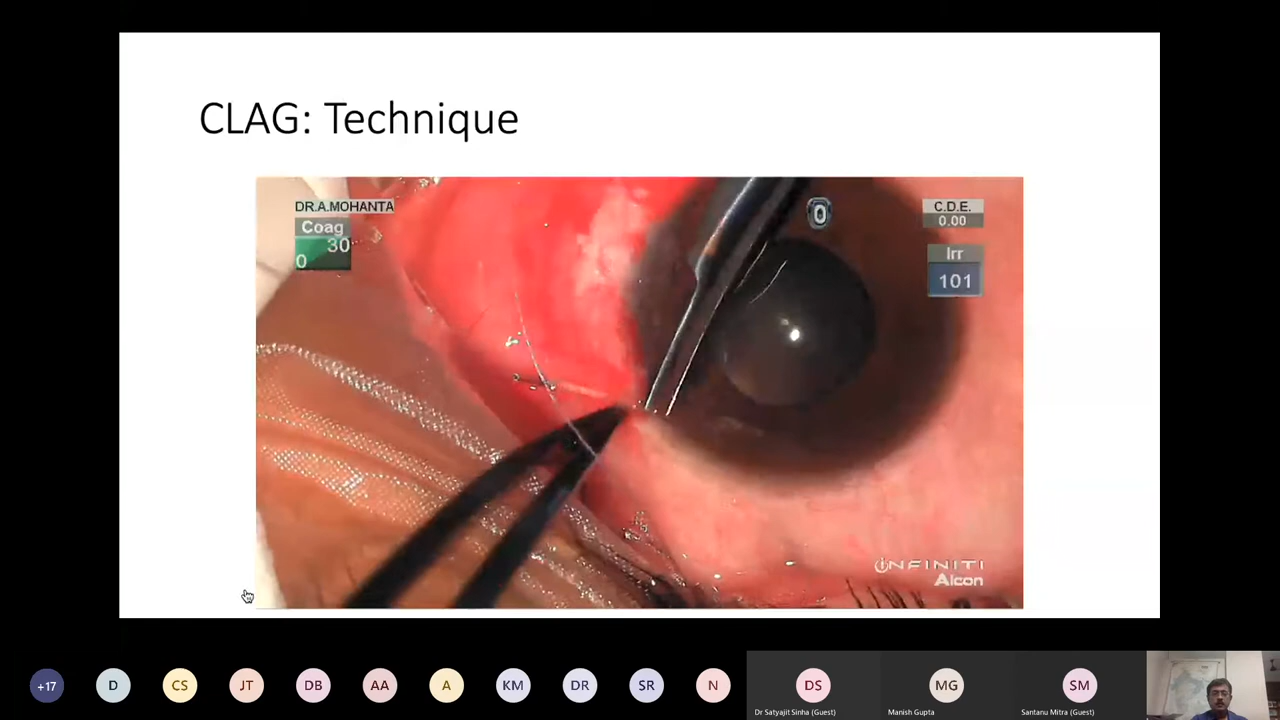 CLAG: Technique
DR.A.MOHANTA
Coag
30
0
0
C.D.E.
0.00
Irr
101
INFINITI
Alcon
+17
D
CS
JT
DB
AA
A
KM
DR
SR
N
DS
MG
SM
Dr Satyajit Sinha (Guest)
Manish Gupta
Santanu Mitra (Guest)